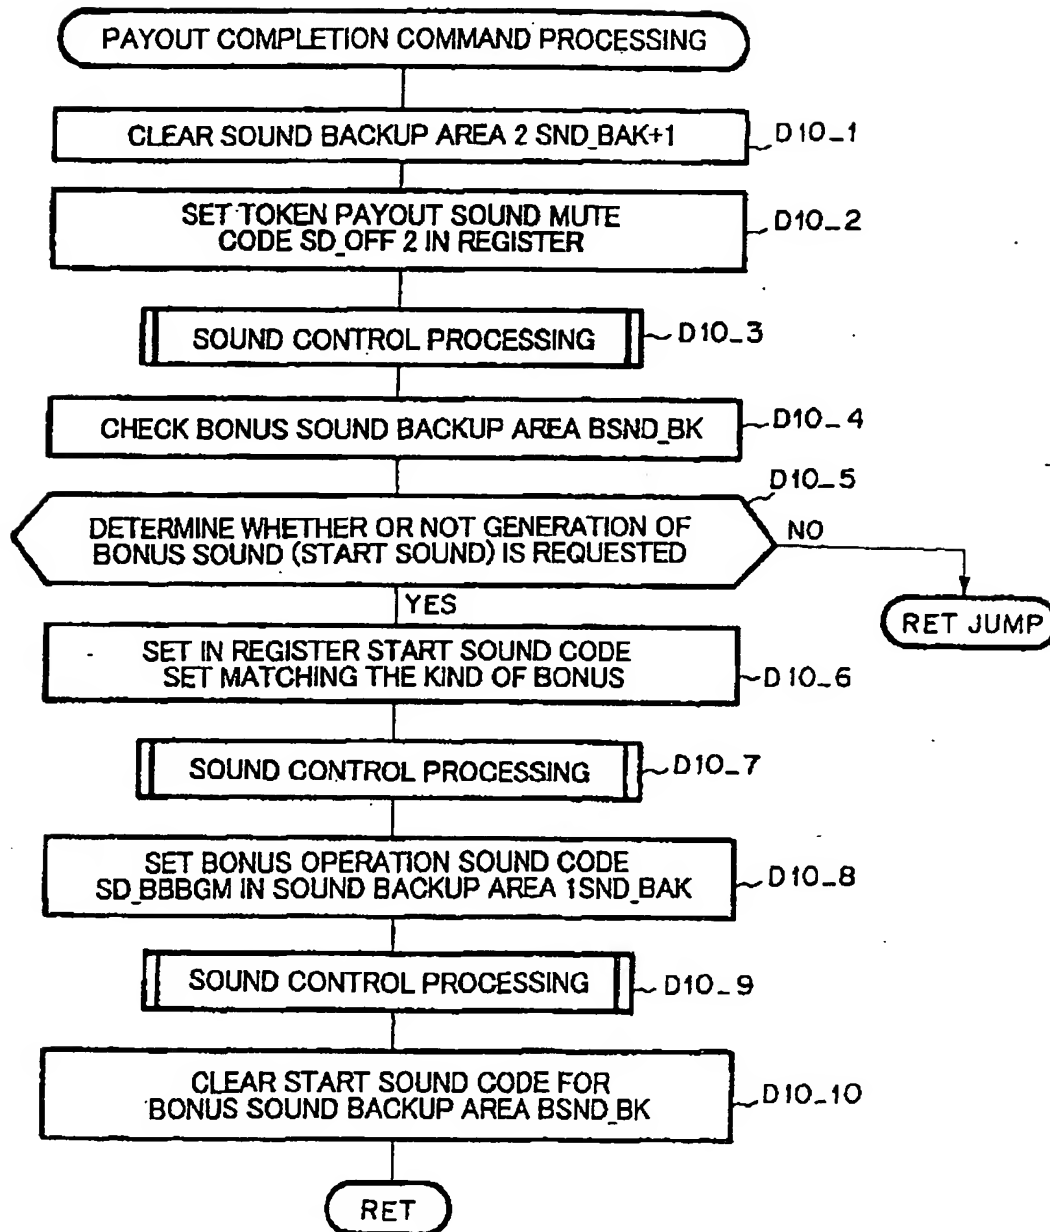 PAYOUT COMPLETION COMMAND PROCESSING
CLEAR SOUND BACKUP AREA 2 SND_BAK+1
D10_1
SET TOKEN PAYOUT SOUND MUTE
CODE SD_OFF 2 IN REGISTER
D10_2
SOUND CONTROL PROCESSING
D10_3
CHECK BONUS SOUND BACKUP AREA BSND_BK
D10_4
D10_5
DETERMINE WHETHER OR NOT GENERATION OF
BONUS SOUND (START SOUND) IS REQUESTED
NO
YES
RET JUMP
SET IN REGISTER START SOUND CODE
SET MATCHING THE KIND OF BONUS
D10_6
SOUND CONTROL PROCESSING
D10_7
SET BONUS OPERATION SOUND CODE
SD_BBBGM IN SOUND BACKUP AREA 1SND_BAK
D10_8
SOUND CONTROL PROCESSING
D10_9
CLEAR START SOUND CODE FOR
BONUS SOUND BACKUP AREA BSND_BK
D10_10
RET